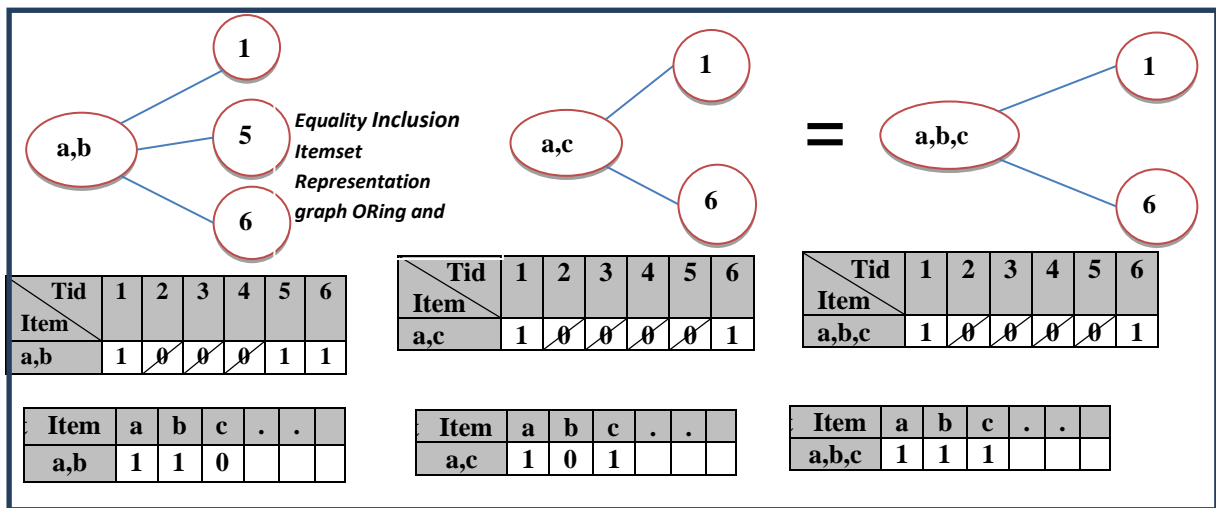 1
a,b
5
6
Equality Inclusion
Itemset
Representation
graph ORing and
1
a,c
6
=
1
a,b,c
6
Tid 1 2 3 4 5 6
Item
a,b 1 0 0 0 1 1
Tid 1 2 3 4 5 6
Item
a,c 1 0 0 0 0 1
Tid 1 2 3 4 5 6
Item
a,b,c 1 0 0 0 0 1
Item a b c . .
a,b 1 1 0
Item a b c . .
a,c 1 0 1
Item a b c . .
a,b,c 1 1 1